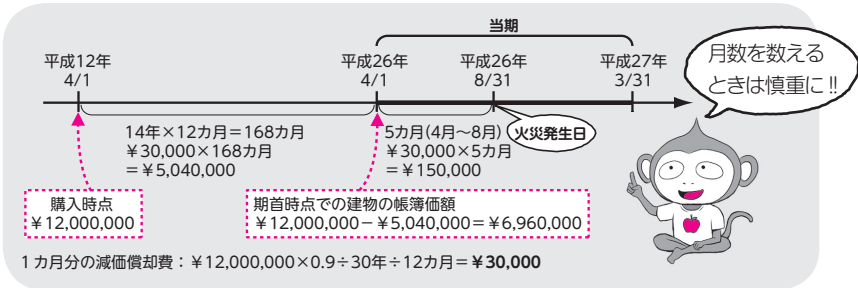 当期
平成12年
4/1
平成26年
4/1
平成26年
8/31
平成27年
3/31
月数を数える
ときは慎重に!!
14年×12カ月=168カ月
¥30,000×168カ月
=¥5,040,000
5カ月(4月〜8月)
¥30,000×5カ月
=¥150,000
火災発生日
購入時点
¥12,000,000
期首時点での建物の帳簿価額
¥12,000,000−¥5,040,000=¥6,960,000
1カ月分の減価償却費:¥12,000,000×0.9÷30年÷12カ月=¥30,000